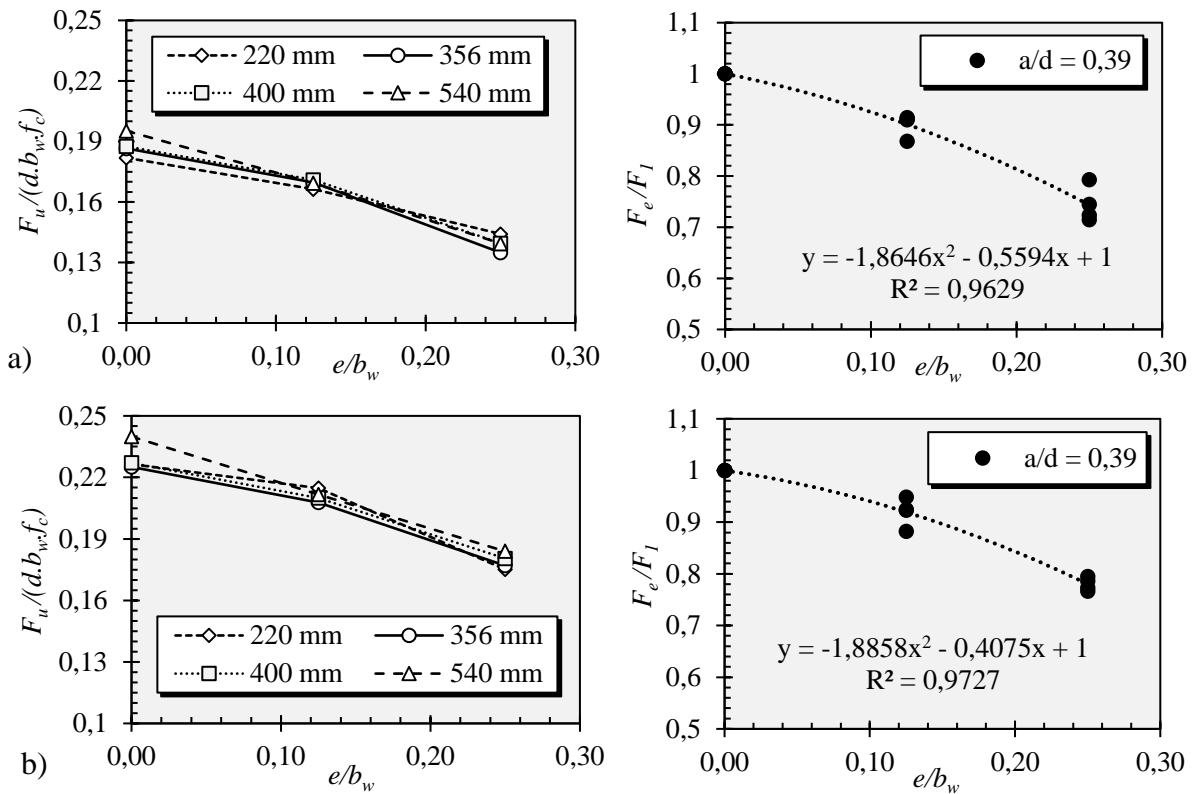 0,25
0,22
0,19
0,16
0,13
0,1
F_u/(d.b_w.f_c)
220 mm 356 mm
400 mm 540 mm
0,00 0,10 0,20 0,30
e/b_w
a)
1,1
1
0,9
0,8
0,7
0,6
0,5
F_e/F_1
a/d = 0,39
y = -1,8646x² - 0,5594x + 1
R² = 0,9629
0,00 0,10 0,20 0,30
e/b_w
0,25
0,22
0,19
0,16
0,13
0,1
F_u/(d.b_w.f_c)
220 mm 356 mm
400 mm 540 mm
0,00 0,10 0,20 0,30
e/b_w
b)
1,1
1
0,9
0,8
0,7
0,6
0,5
F_e/F_1
a/d = 0,39
y = -1,8858x² - 0,4075x + 1
R² = 0,9727
0,00 0,10 0,20 0,30
e/b_w